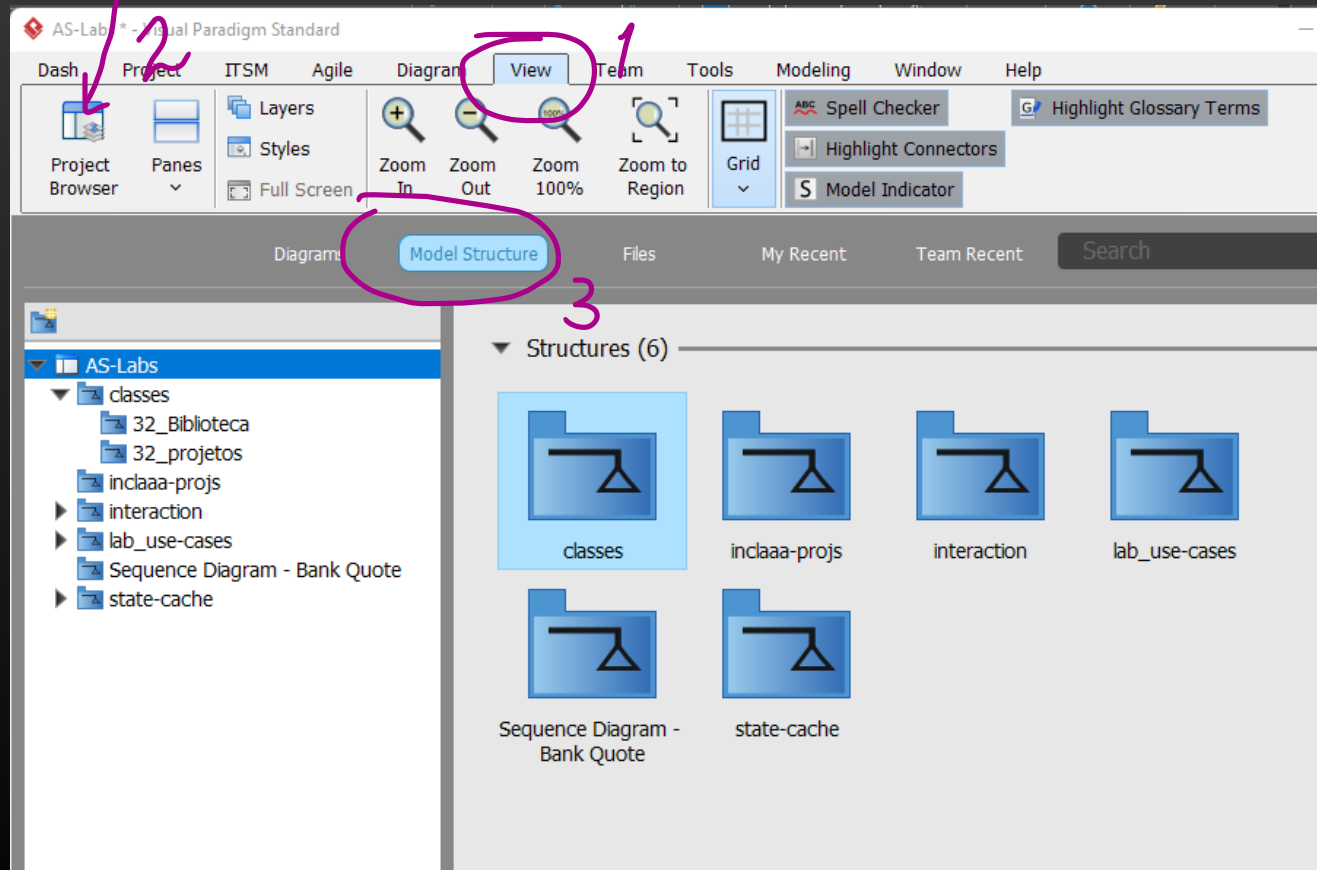 AS-Labs * - Visual Paradigm Standard
2
1
Dash Project ITSM Agile Diagram View Team Tools Modeling Window Help
Project Browser
Panes
Layers
Styles
Full Screen
Zoom In
Zoom Out
100%
Zoom 100%
Zoom to Region
Grid
ABC Spell Checker
Highlight Connectors
S Model Indicator
G Highlight Glossary Terms
Diagrams Model Structure Files My Recent Team Recent Search
3
AS-Labs
classes
32_Biblioteca
32_projetos
inclaaa-projs
interaction
lab_use-cases
Sequence Diagram - Bank Quote
state-cache
Structures (6)
classes
inclaaa-projs
interaction
lab_use-cases
Sequence Diagram -
Bank Quote
state-cache